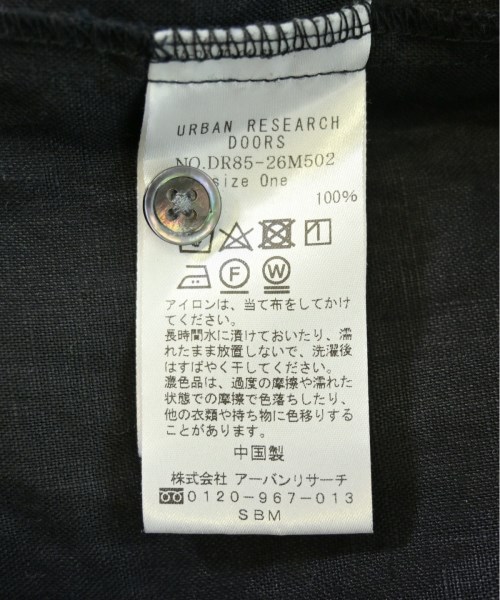 URBAN RESEARCH
DOORS
NO.DR85-26M502
size One
100%
F W
アイロンは、当て布をしてかけ
てください。
長時間水に漬けておいたり、濡
れたまま放置しないで、洗濯後
はすばやく干してください。
濃色品は、過度の摩擦や濡れた
状態での摩擦で色落ちしたり、
他の衣類や持ち物に色移りする
ことがあります。
中国製
株式会社 アーバンリサーチ
0120-967-013
SBM